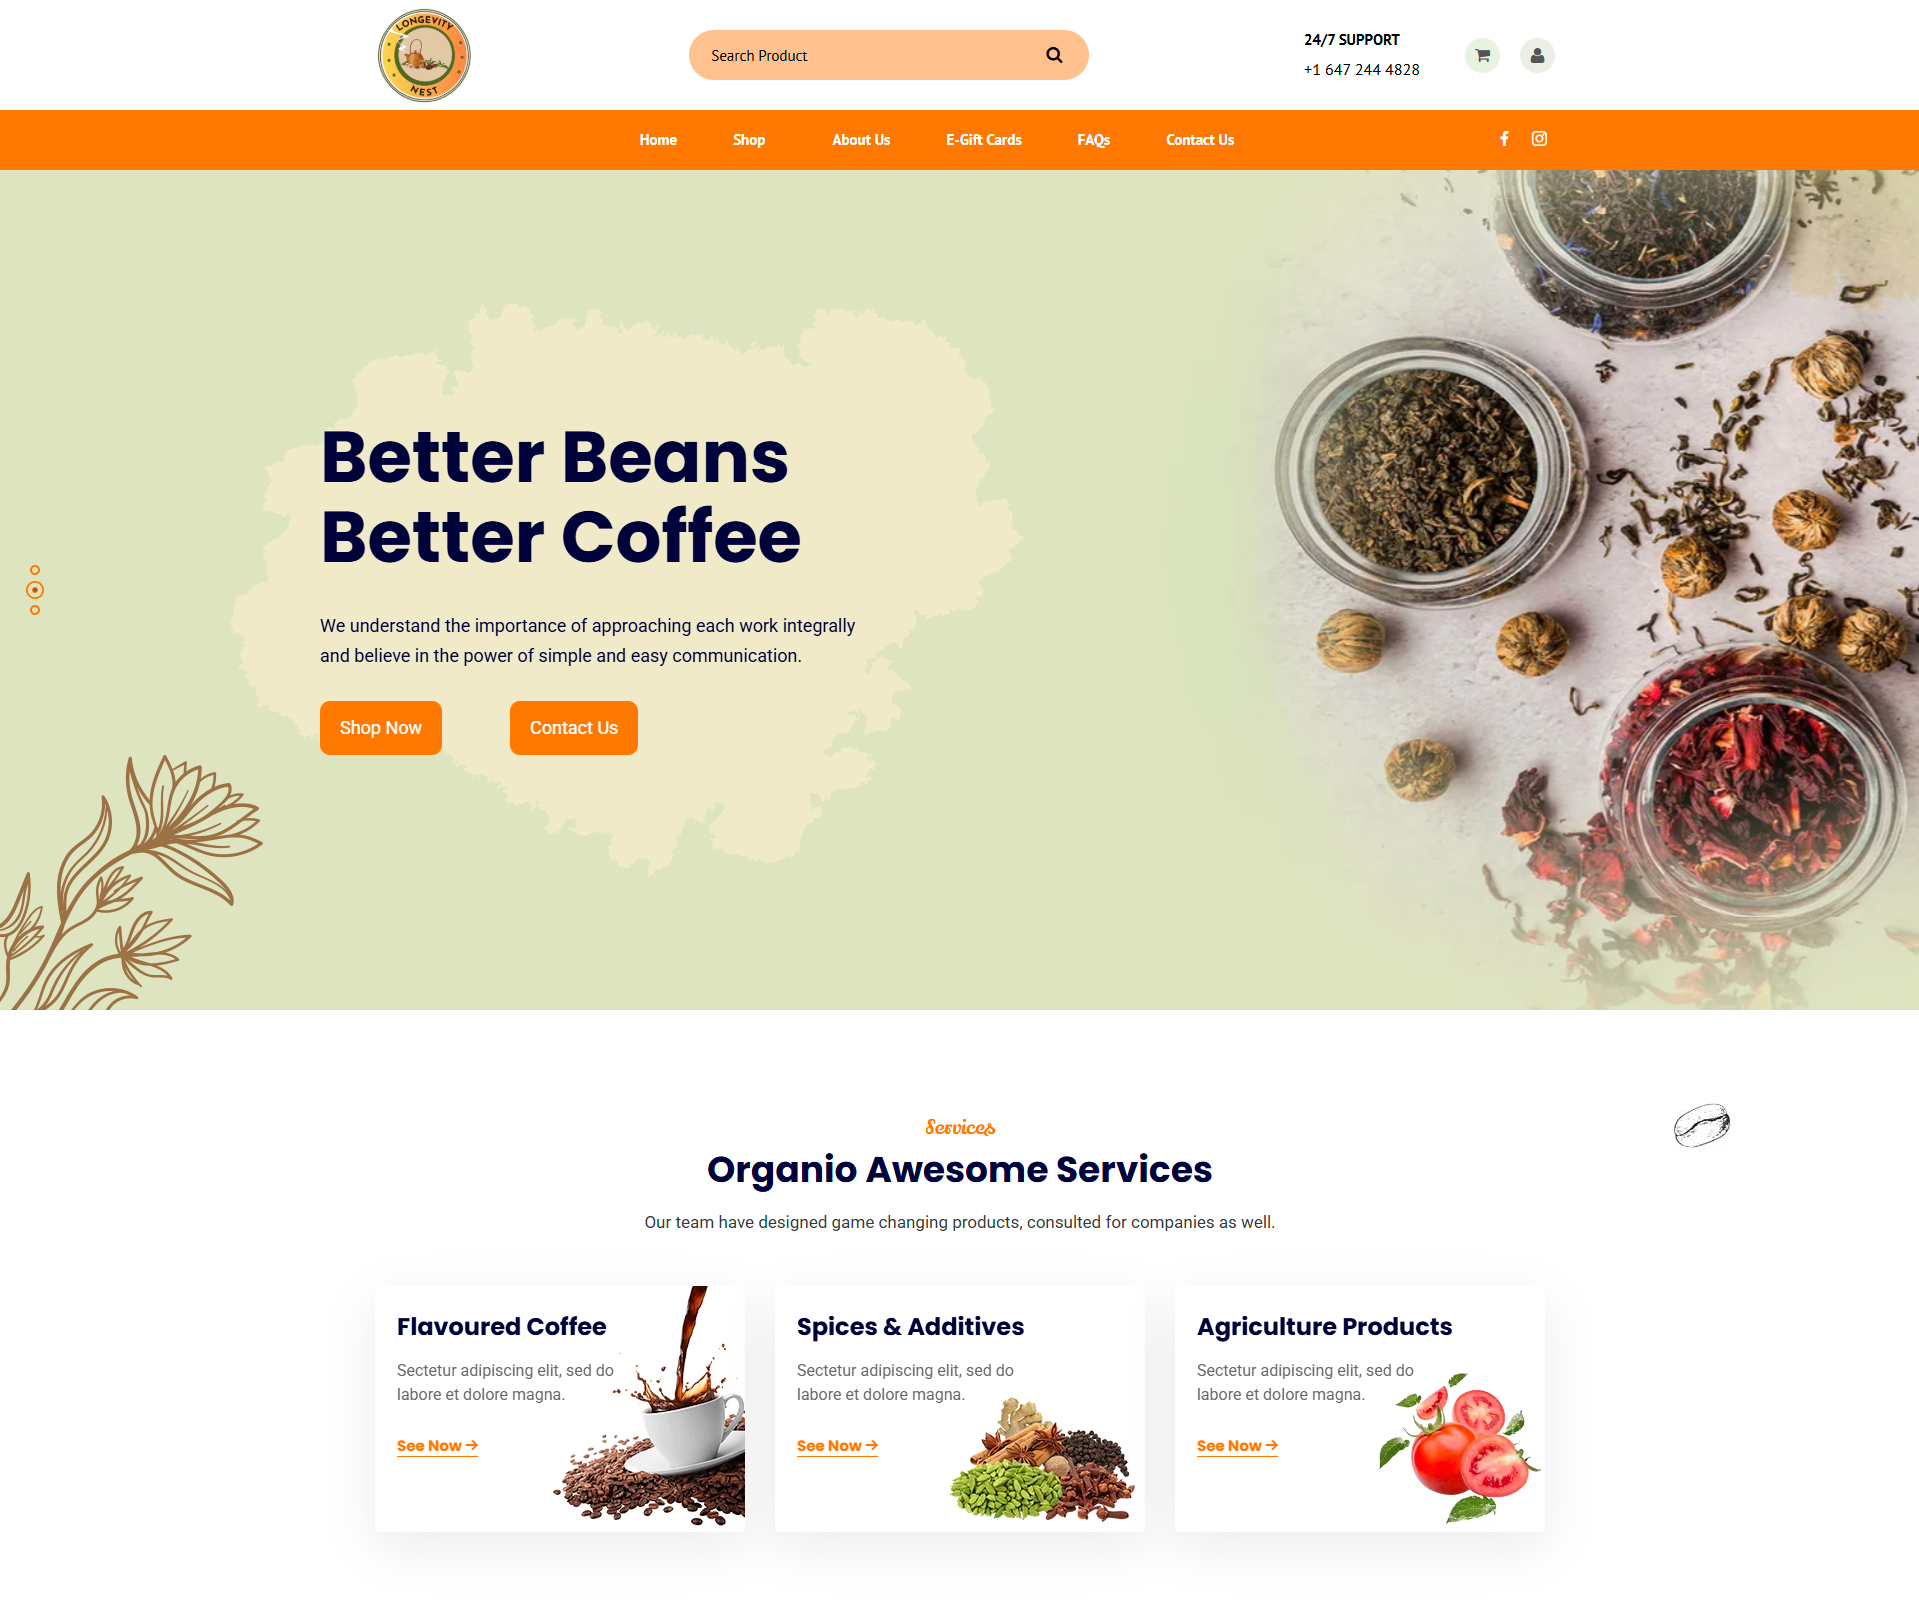 LONGEVITY
NEST
Search Product
24/7 SUPPORT
+1 647 244 4828
Home Shop About Us E-Gift Cards FAQs Contact Us
Better Beans
Better Coffee
We understand the importance of approaching each work integrally
and believe in the power of simple and easy communication.
Shop Now Contact Us
Services
Organio Awesome Services
Our team have designed game changing products, consulted for companies as well.
Flavoured Coffee
Sectetur adipiscing elit, sed do
labore et dolore magna.
See Now
Spices & Additives
Sectetur adipiscing elit, sed do
labore et dolore magna.
See Now
Agriculture Products
Sectetur adipiscing elit, sed do
labore et dolore magna.
See Now